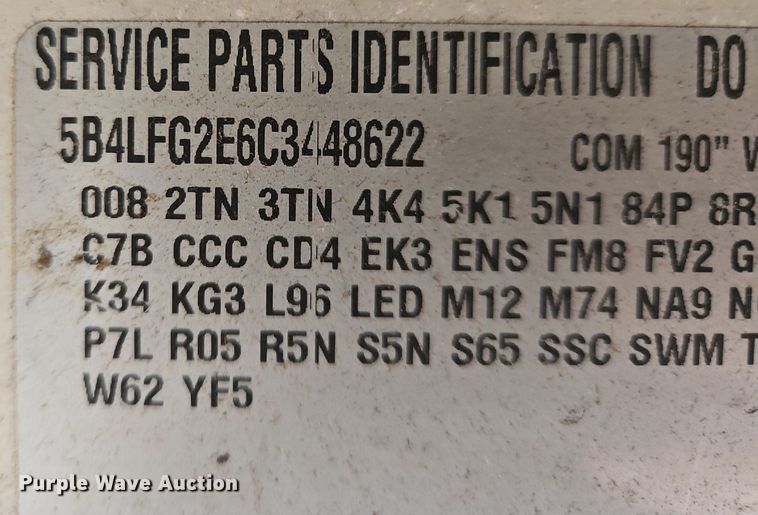 SERVICE PARTS IDENTIFICATION DO
5B4LFG2E6C3448622 COM 190" W
008 2TN 3TN 4K4 5K1 5N1 84P 8R
C7B CCC CD4 EK3 ENS FM8 FV2 G
K34 KG3 L96 LED M12 M74 NA9 N
P7L R05 R5N S5N S65 SSC SWM T
W62 YF5
Purple Wave Auction